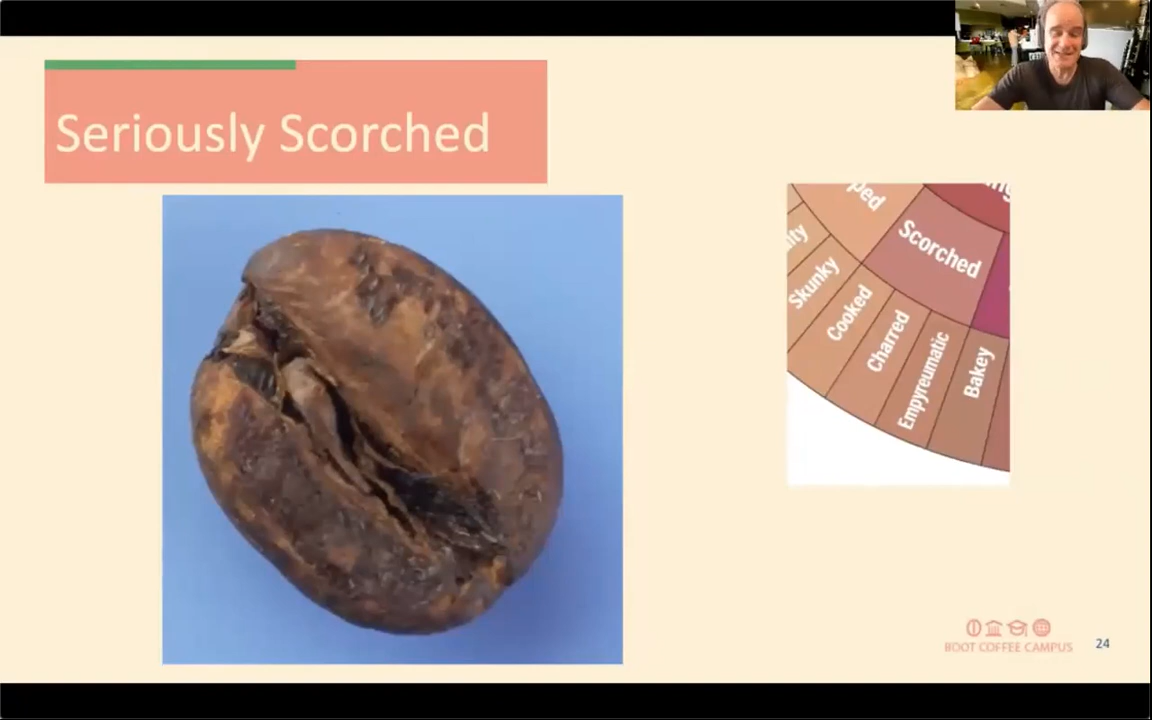 Seriously Scorched
Scorched
Skunky
Cooked
Charred
Empyreumatic
Bakey
BOOT COFFEE CAMPUS
24